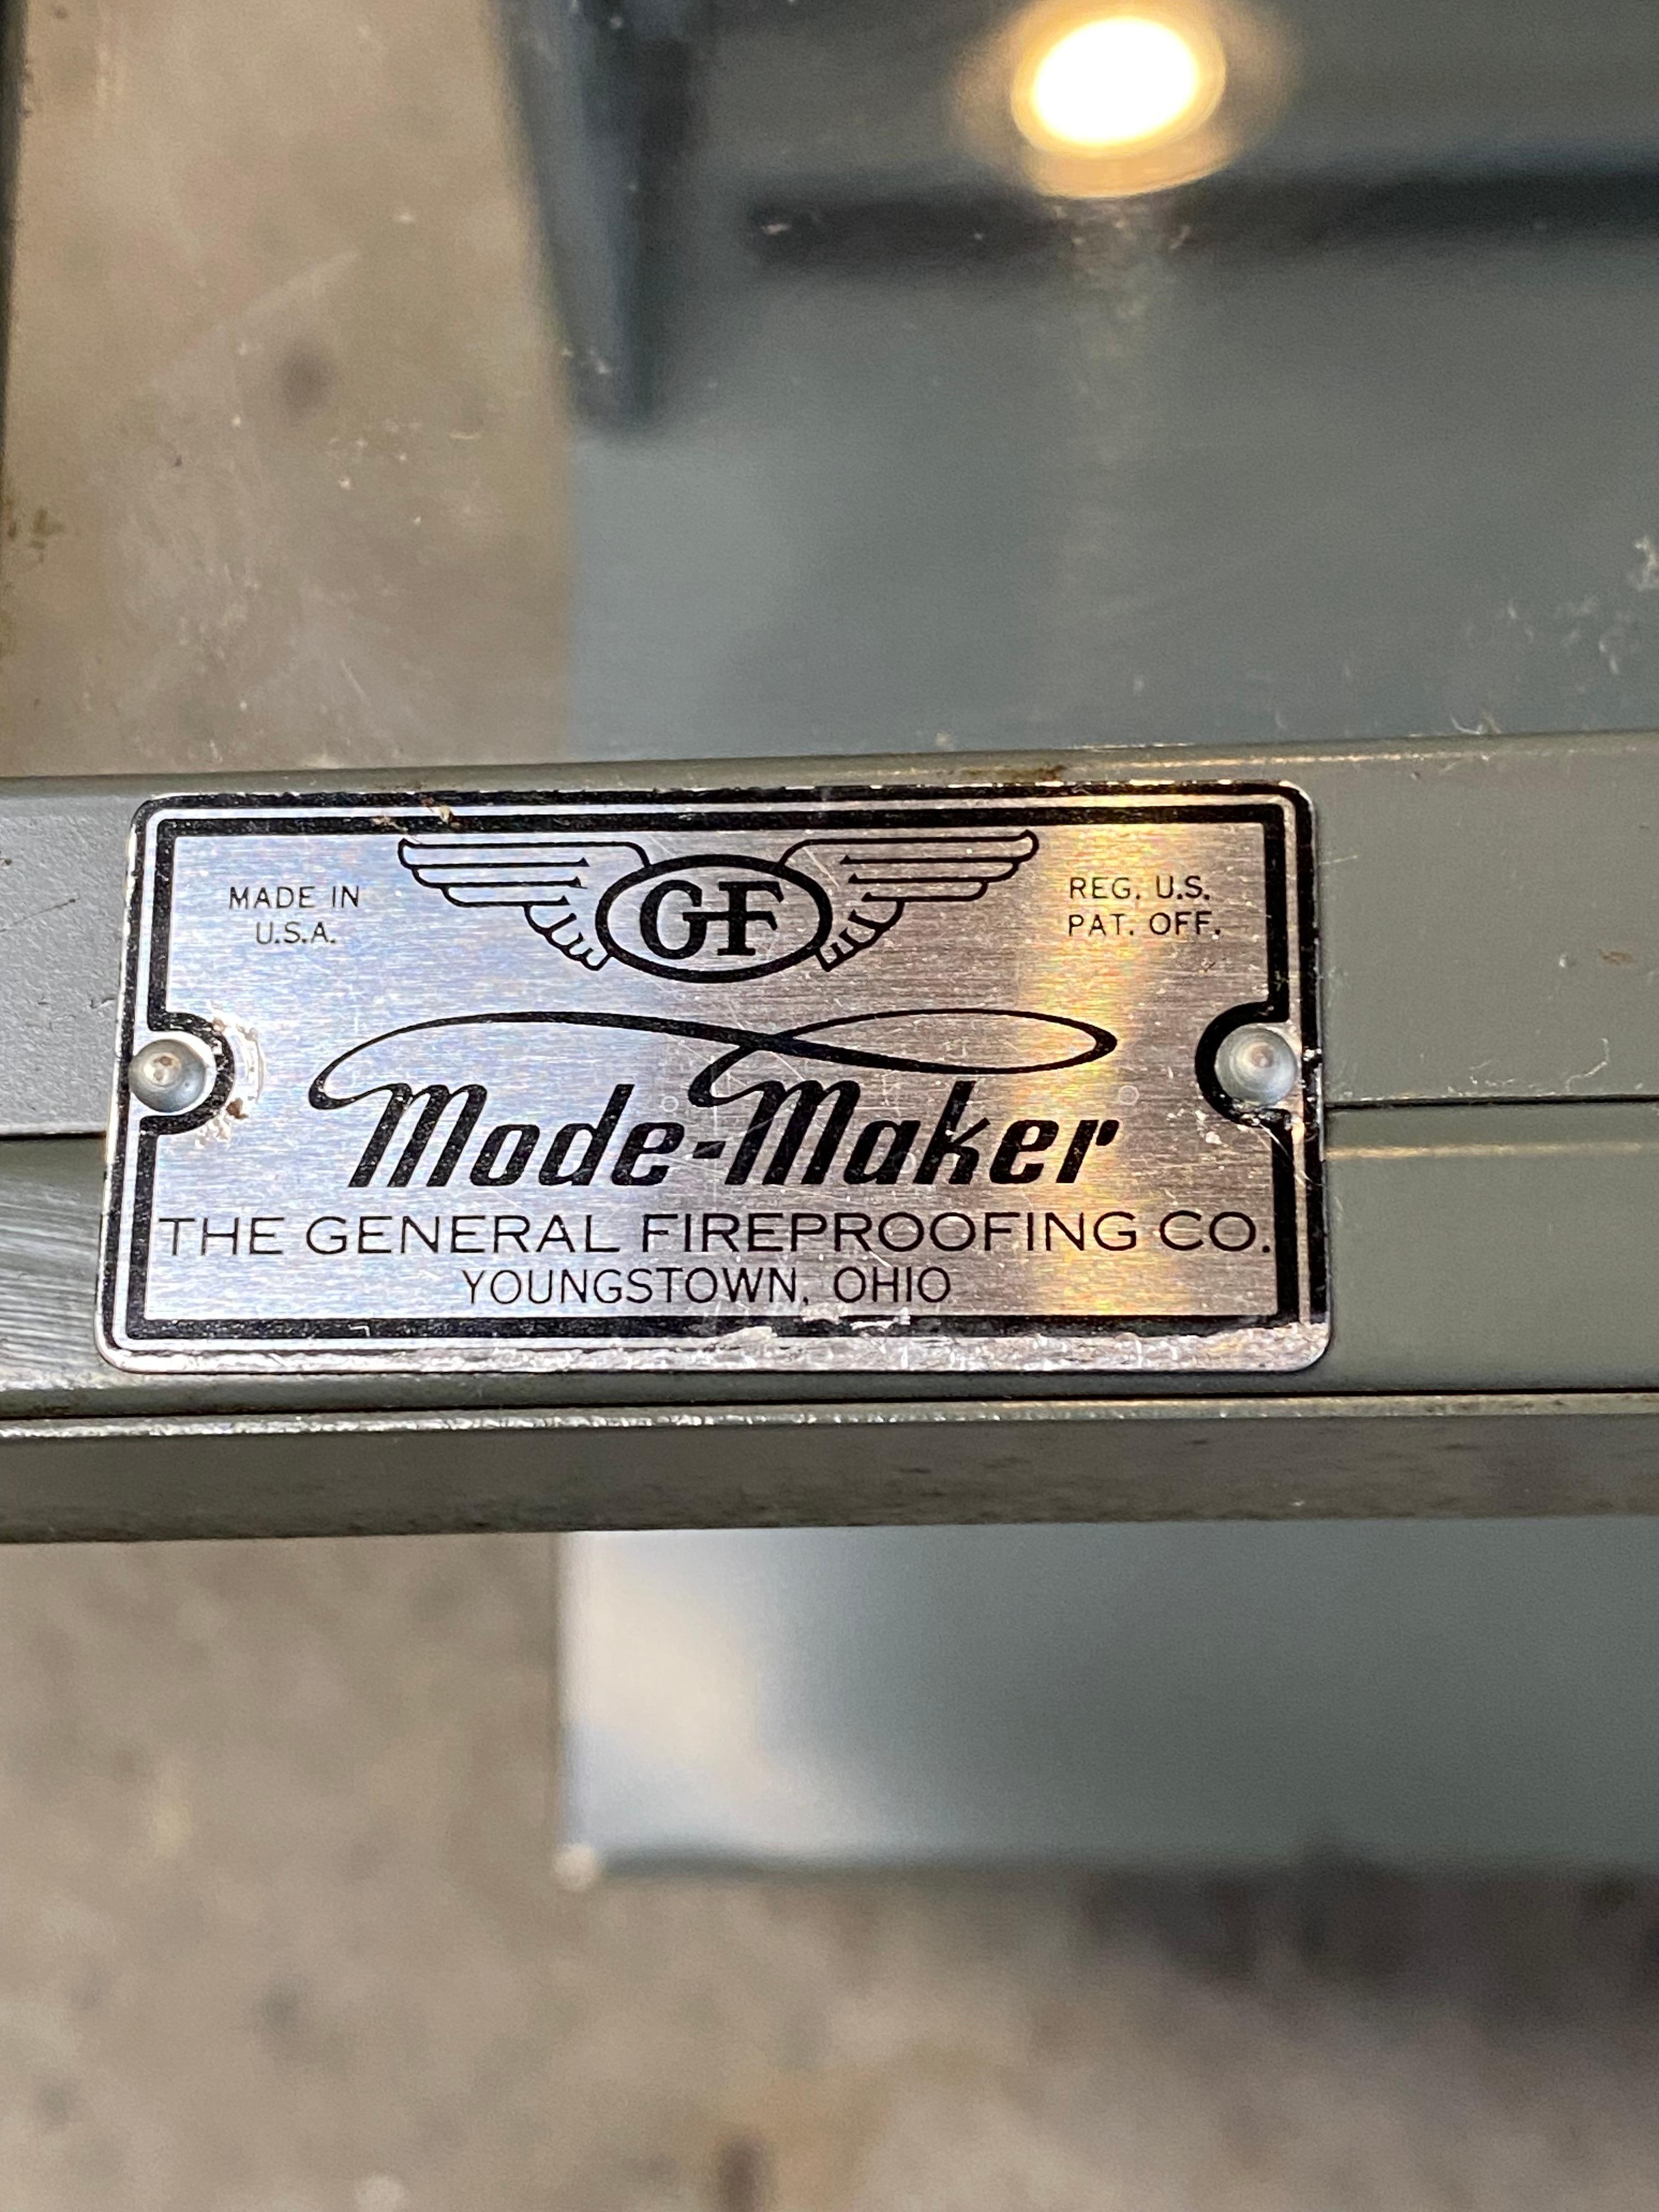 MADE IN
U.S.A.
GF
REG. U.S.
PAT. OFF.
Mode-Maker
THE GENERAL FIREPROOFING CO.
YOUNGSTOWN, OHIO